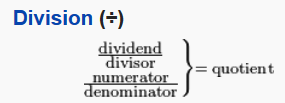 Division (÷)
dividend
divisor
numerator
denominator
= quotient